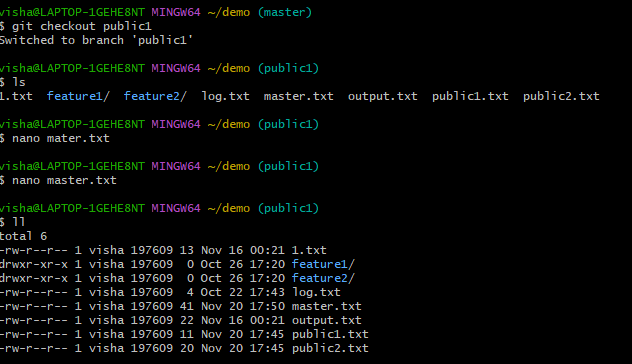 visha@LAPTOP-1GEHE8NT MINGW64 ~/demo (master)
$ git checkout public1
Switched to branch 'public1'
visha@LAPTOP-1GEHE8NT MINGW64 ~/demo (public1)
$ ls
1.txt feature1/ feature2/ log.txt master.txt output.txt public1.txt public2.txt
visha@LAPTOP-1GEHE8NT MINGW64 ~/demo (public1)
$ nano mater.txt
visha@LAPTOP-1GEHE8NT MINGW64 ~/demo (public1)
$ nano master.txt
visha@LAPTOP-1GEHE8NT MINGW64 ~/demo (public1)
$ ll
total 6
-rw-r--r-- 1 visha 197609 13 Nov 16 00:21 1.txt
drwxr-xr-x 1 visha 197609 0 Oct 26 17:20 feature1/
drwxr-xr-x 1 visha 197609 0 Oct 26 17:20 feature2/
-rw-r--r-- 1 visha 197609 4 Oct 22 17:43 log.txt
-rw-r--r-- 1 visha 197609 41 Nov 20 17:50 master.txt
-rw-r--r-- 1 visha 197609 22 Nov 16 00:21 output.txt
-rw-r--r-- 1 visha 197609 11 Nov 20 17:45 public1.txt
-rw-r--r-- 1 visha 197609 20 Nov 20 17:45 public2.txt